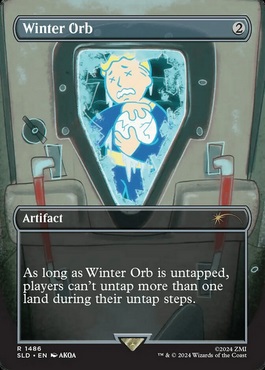 Winter Orb 2
Artifact
As long as Winter Orb is untapped,
players can't untap more than one
land during their untap steps.
R 1486
SLD • EN AKQA
©2024 ZMI
™ & © 2024 Wizards of the Coast